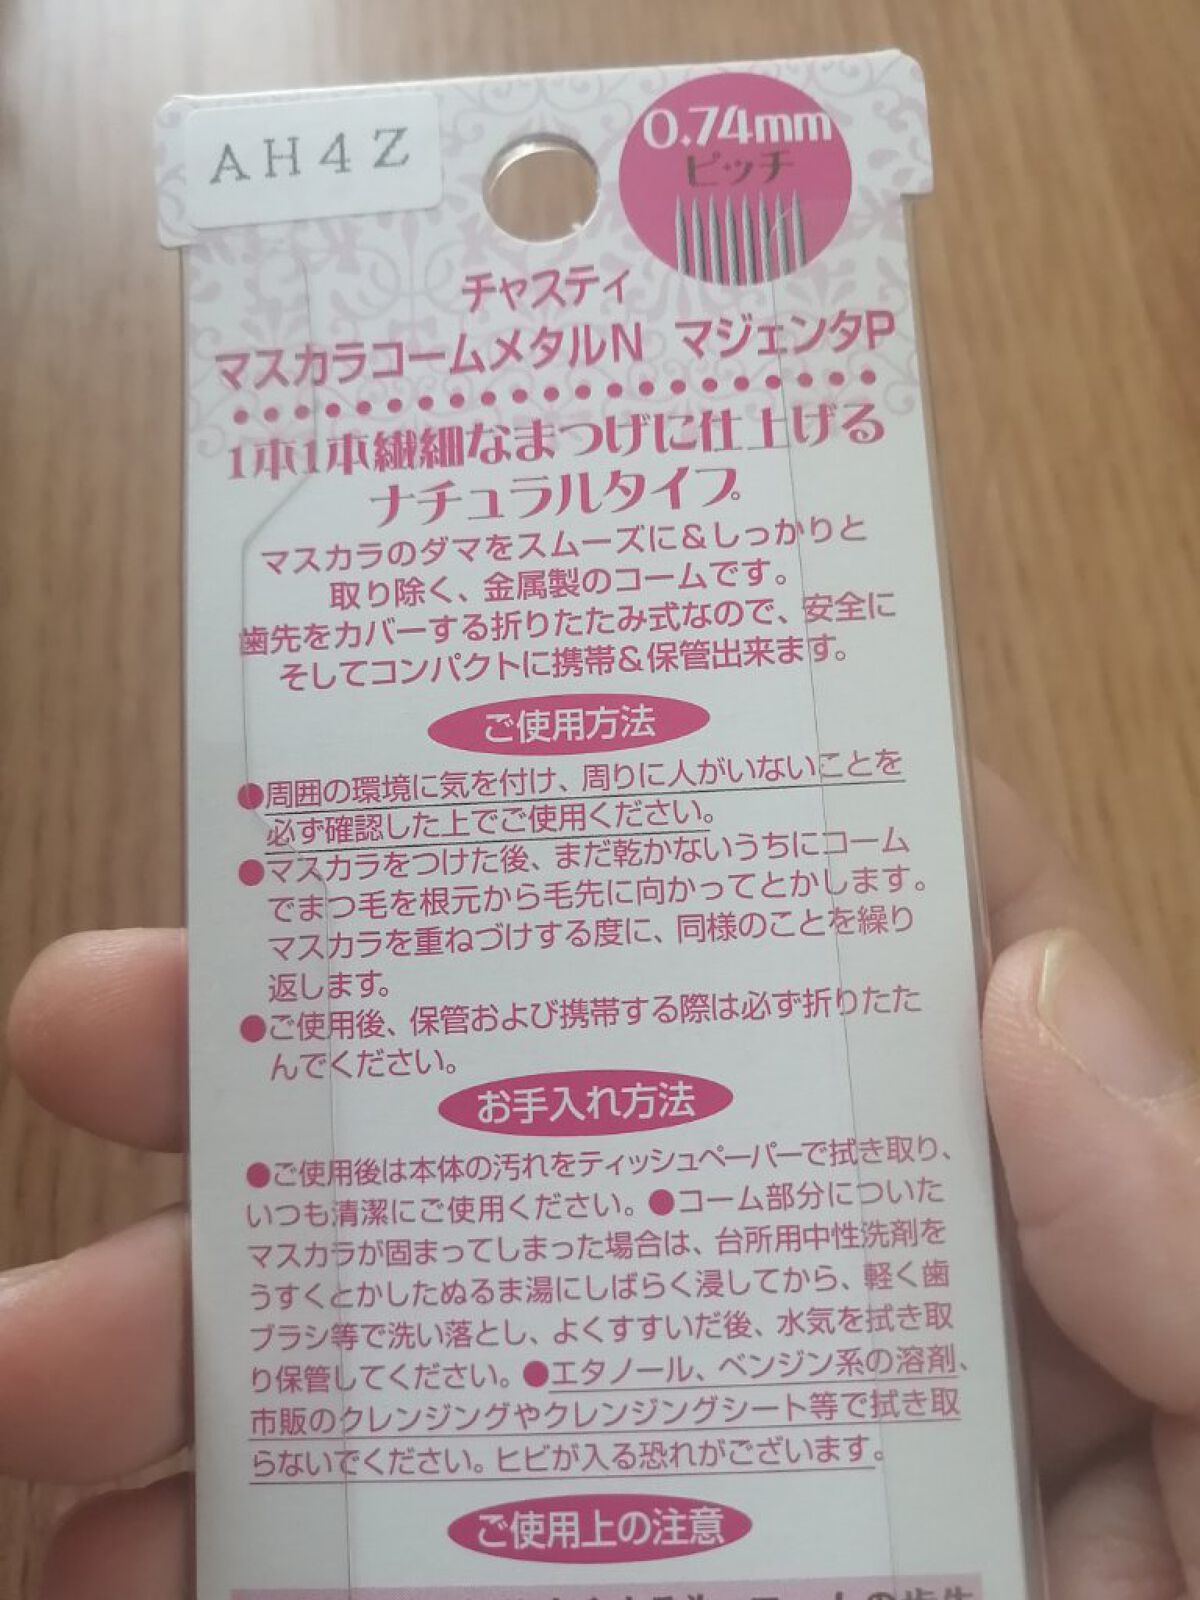 AH4Z
0.74mm
ピッチ
チャスティ
マスカラコームメタルN マジェンタP
1本1本繊細なまつげに仕上げる
ナチュラルタイプ
マスカラのダマをスムーズに&しっかりと
取り除く、金属製のコームです。
歯先をカバーする折りたたみ式なので、安全に
そしてコンパクトに携帯&保管出来ます。
ご使用方法
●周囲の環境に気を付け、周りに人がいないことを
必ず確認した上でご使用ください。
●マスカラをつけた後、まだ乾かないうちにコーム
でまつ毛を根元から毛先に向かってとかします。
マスカラを重ねづけする度に、同様のことを繰り
返します。
●ご使用後、保管および携帯する際は必ず折りたた
んでください。
お手入れ方法
●ご使用後は本体の汚れをティッシュペーパーで拭き取り、
いつも清潔にご使用ください。●コーム部分についた
マスカラが固まってしまった場合は、台所用中性洗剤を
うすくとかしたぬるま湯にしばらく浸してから、軽く歯
ブラシ等で洗い落とし、よくすすいだ後、水気を拭き取
り保管してください。●エタノール、ベンジン系の溶剤、
市販のクレンジングやクレンジングシート等で拭き取
らないでください。ヒビが入る恐れがございます。
ご使用上の注意